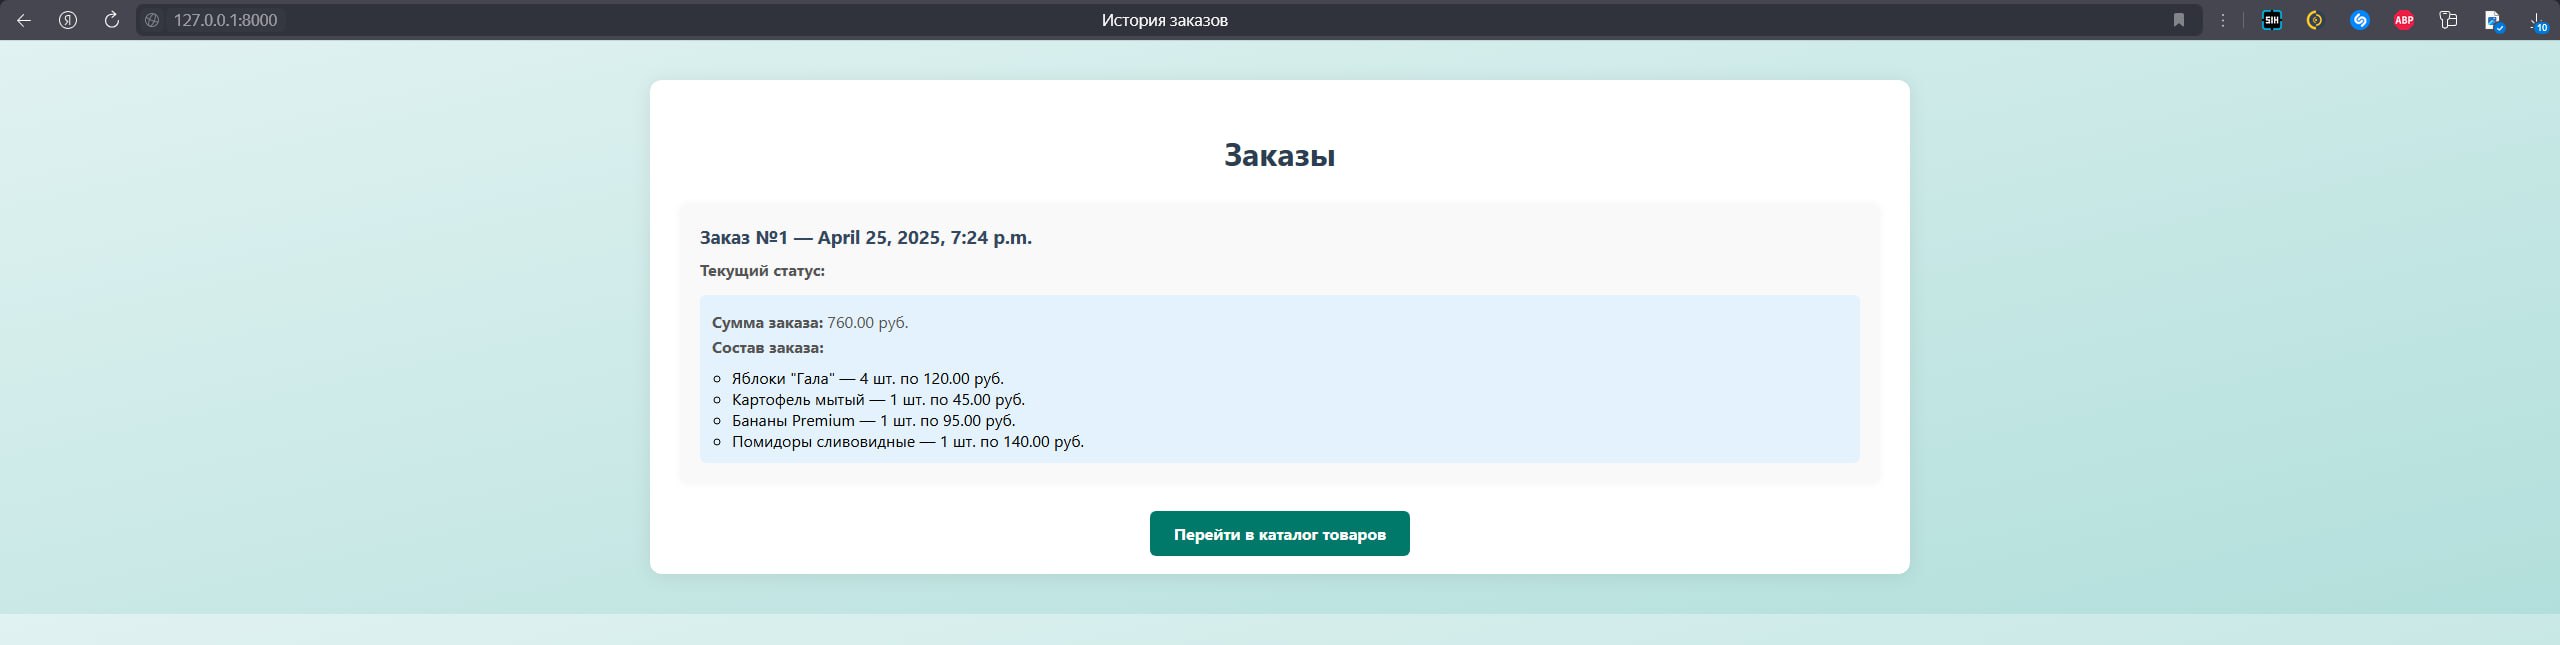 127.0.0.1:8000
История заказов
SIH
ABP
10
Заказы
Заказ №1 — April 25, 2025, 7:24 p.m.
Текущий статус:
Сумма заказа: 760.00 руб.
Состав заказа:
Яблоки "Гала" — 4 шт. по 120.00 руб.
Картофель мытый — 1 шт. по 45.00 руб.
Бананы Premium — 1 шт. по 95.00 руб.
Помидоры сливовидные — 1 шт. по 140.00 руб.
Перейти в каталог товаров